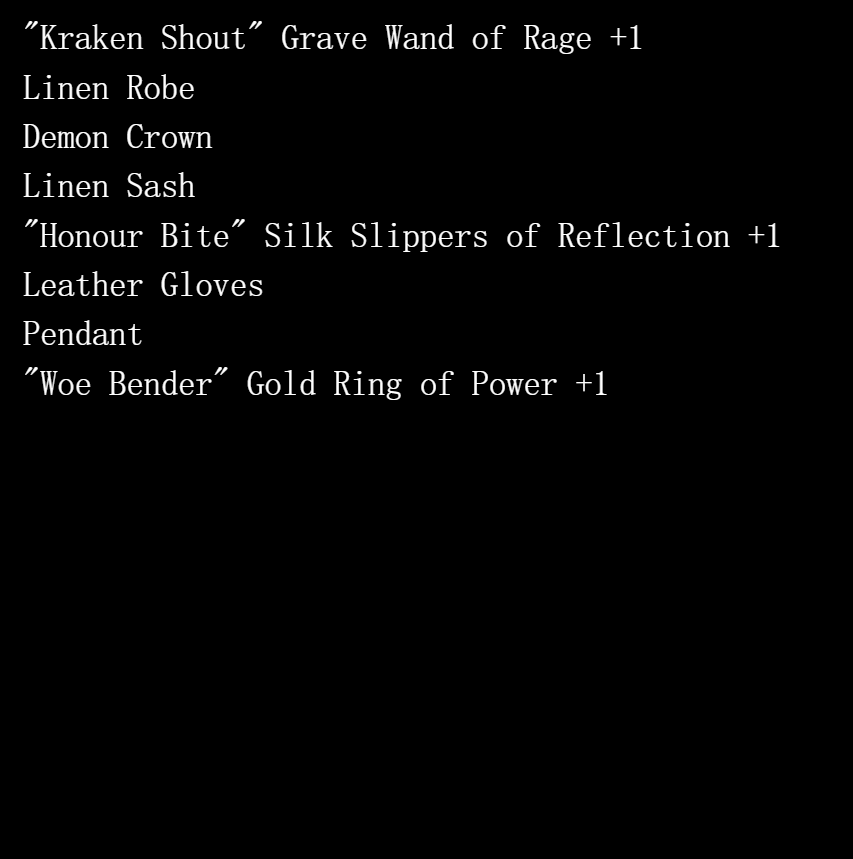 "Kraken Shout" Grave Wand of Rage +1
Linen Robe
Demon Crown
Linen Sash
"Honour Bite" Silk Slippers of Reflection +1
Leather Gloves
Pendant
"Woe Bender" Gold Ring of Power +1